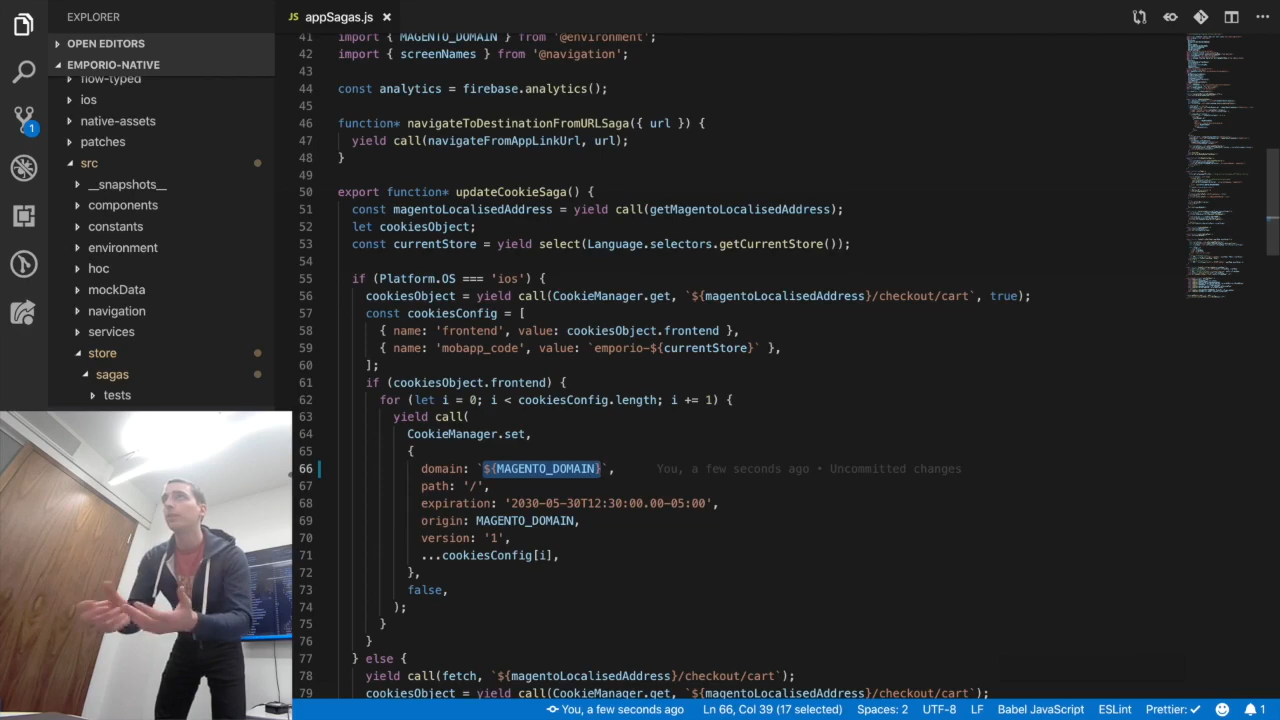 EXPLORER
JS appSagas.js
OPEN EDITORS
EMPORIO-NATIVE
flow-typed
ios
native-assets
patches
src
__snapshots__
components
constants
environment
hoc
mockData
navigation
services
store
sagas
tests
1
41 import { MAGENTO_DOMAIN } from '@environment';
42 import { screenNames } from '@navigation';
43
44 const analytics = firebase.analytics();
45
46 function* navigateToDestinationFromURLSaga({ url }) {
47 yield call(navigateFromAppLinkUrl, url);
48 }
49
50 export function* updateCookieSaga() {
51 const magentoLocalisedAddress = yield call(getMagentoLocalisedAddress);
52 let cookiesObject;
53 const currentStore = yield select(Language.selectors.getCurrentStore());
54
55 if (Platform.OS === 'ios') {
56 cookiesObject = yield call(CookieManager.get, `${magentoLocalisedAddress}/checkout/cart`, true);
57 const cookiesConfig = [
58 { name: 'frontend', value: cookiesObject.frontend },
59 { name: 'mobapp_code', value: `emporio-${currentStore}` },
60 ];
61 if (cookiesObject.frontend) {
62 for (let i = 0; i < cookiesConfig.length; i += 1) {
63 yield call(
64 CookieManager.set,
65 {
66 domain: `${MAGENTO_DOMAIN}`, You, a few seconds ago • Uncommitted changes
67 path: '/',
68 expiration: '2030-05-30T12:30:00.00-05:00',
69 origin: MAGENTO_DOMAIN,
70 version: '1',
71 ...cookiesConfig[i],
72 },
73 false,
74 );
75 }
76 }
77 } else {
78 yield call(fetch, `${magentoLocalisedAddress}/checkout/cart`);
79 cookiesObject = yield call(CookieManager.get, `${magentoLocalisedAddress}/checkout/cart`);
You, a few seconds ago Ln 66, Col 39 (17 selected) Spaces: 2 UTF-8 LF Babel JavaScript ESLint Prettier: ✓ 1